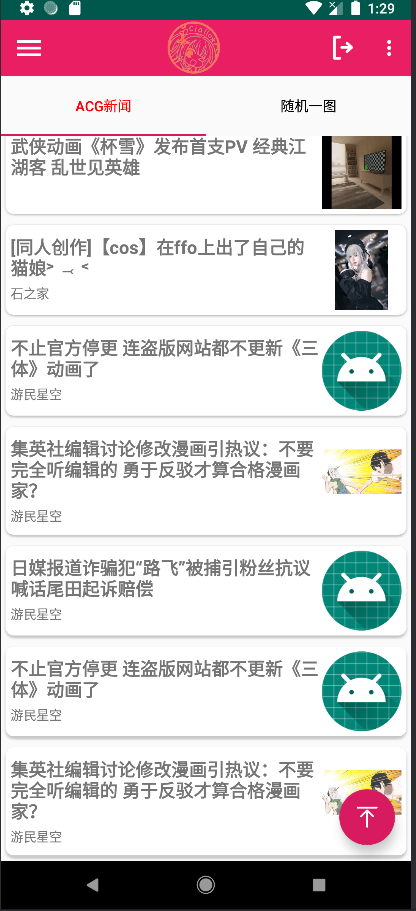 1:29
ACG新闻
随机一图
武侠动画《杯雪》发布首支PV 经典江
湖客 乱世见英雄
[同人创作]【cos】在ffo上出了自己的
猫娘
石之家
不止官方停更 连盗版网站都不更新《三
体》动画了
游民星空
集英社编辑讨论修改漫画引热议：不要
完全听编辑的 勇于反驳才算合格漫画
家?
游民星空
日媒报道诈骗犯“路飞”被捕引粉丝抗议
喊话尾田起诉赔偿
游民星空
不止官方停更 连盗版网站都不更新《三
体》动画了
游民星空
集英社编辑讨论修改漫画引热议：不要
完全听编辑的 勇于反驳才算合格漫画
家?
游民星空